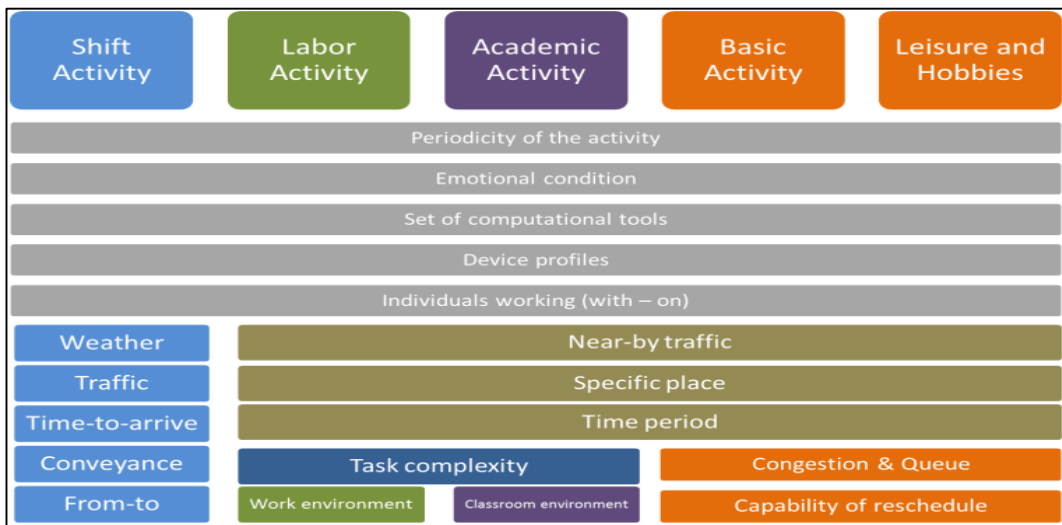 Shift
Activity
Labor
Activity
Academic
Activity
Basic
Activity
Leisure and
Hobbies
Periodicity of the activity
Emotional condition
Set of computational tools
Device profiles
Individuals working (with – on)
Weather
Near-by traffic
Traffic
Specific place
Time-to-arrive
Time period
Conveyance
Task complexity
Congestion & Queue
From-to
Work environment
Classroom environment
Capability of reschedule